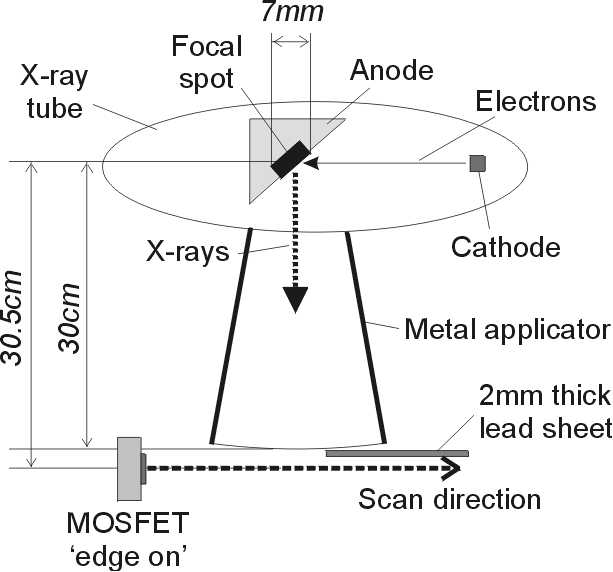 7mm
Focal
spot
Anode
X-ray
tube
Electrons
Cathode
X-rays
30.5cm
30cm
Metal applicator
2mm thick
lead sheet
Scan direction
MOSFET
‘edge on’